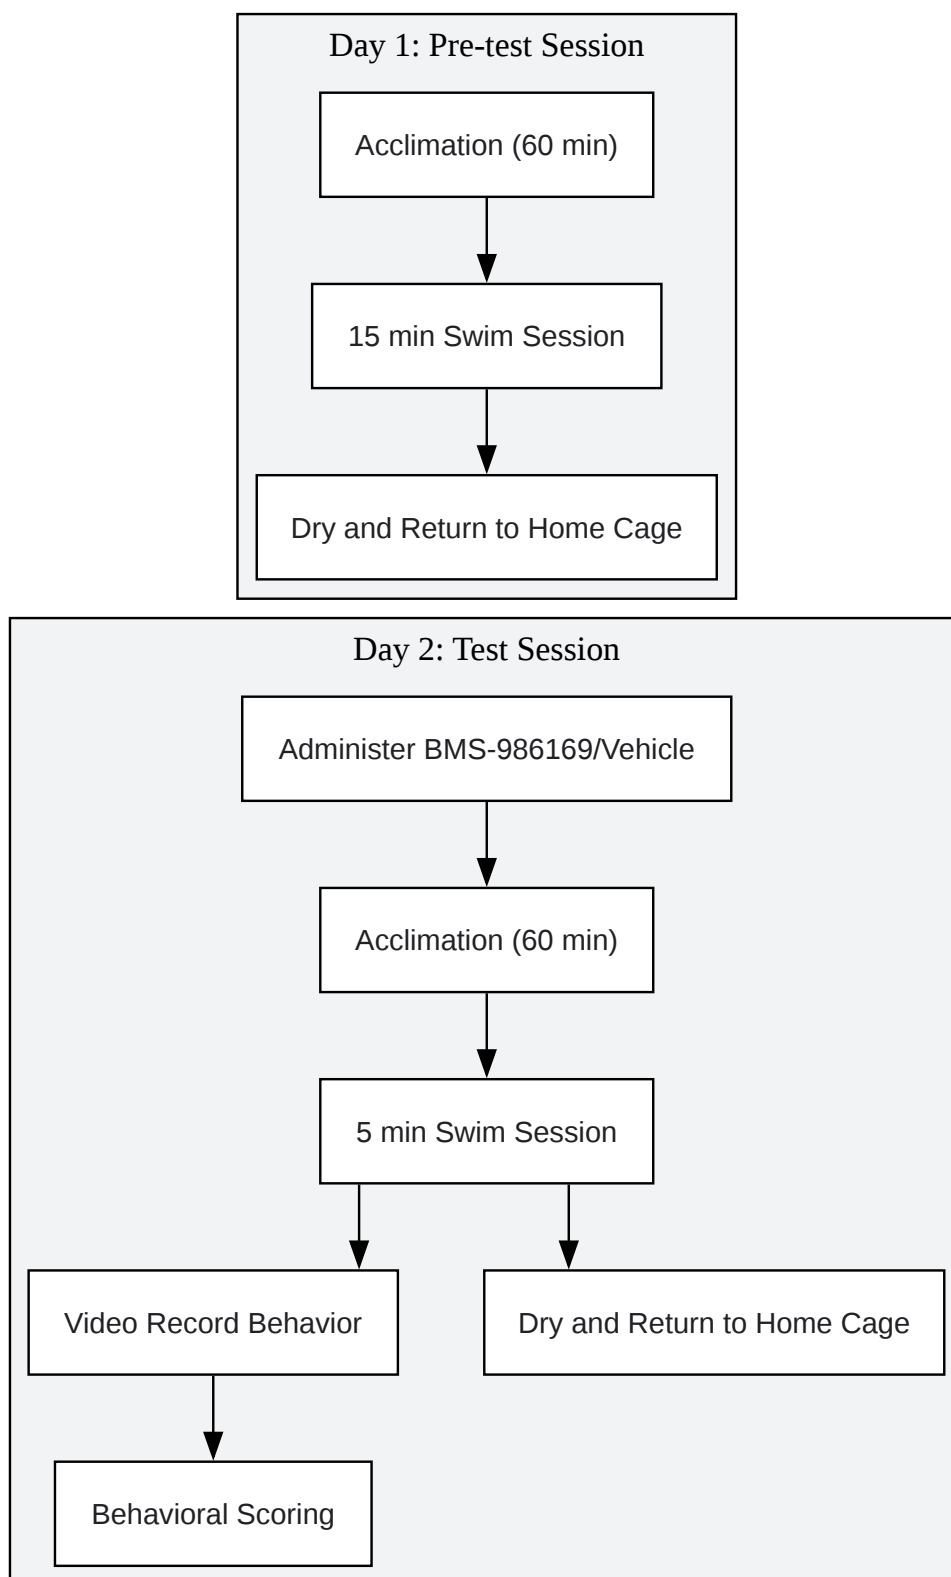 Day 1: Pre-test Session
Acclimation (60 min)
15 min Swim Session
Dry and Return to Home Cage
Day 2: Test Session
Administer BMS-986169/Vehicle
Acclimation (60 min)
5 min Swim Session
Video Record Behavior
Dry and Return to Home Cage
Behavioral Scoring